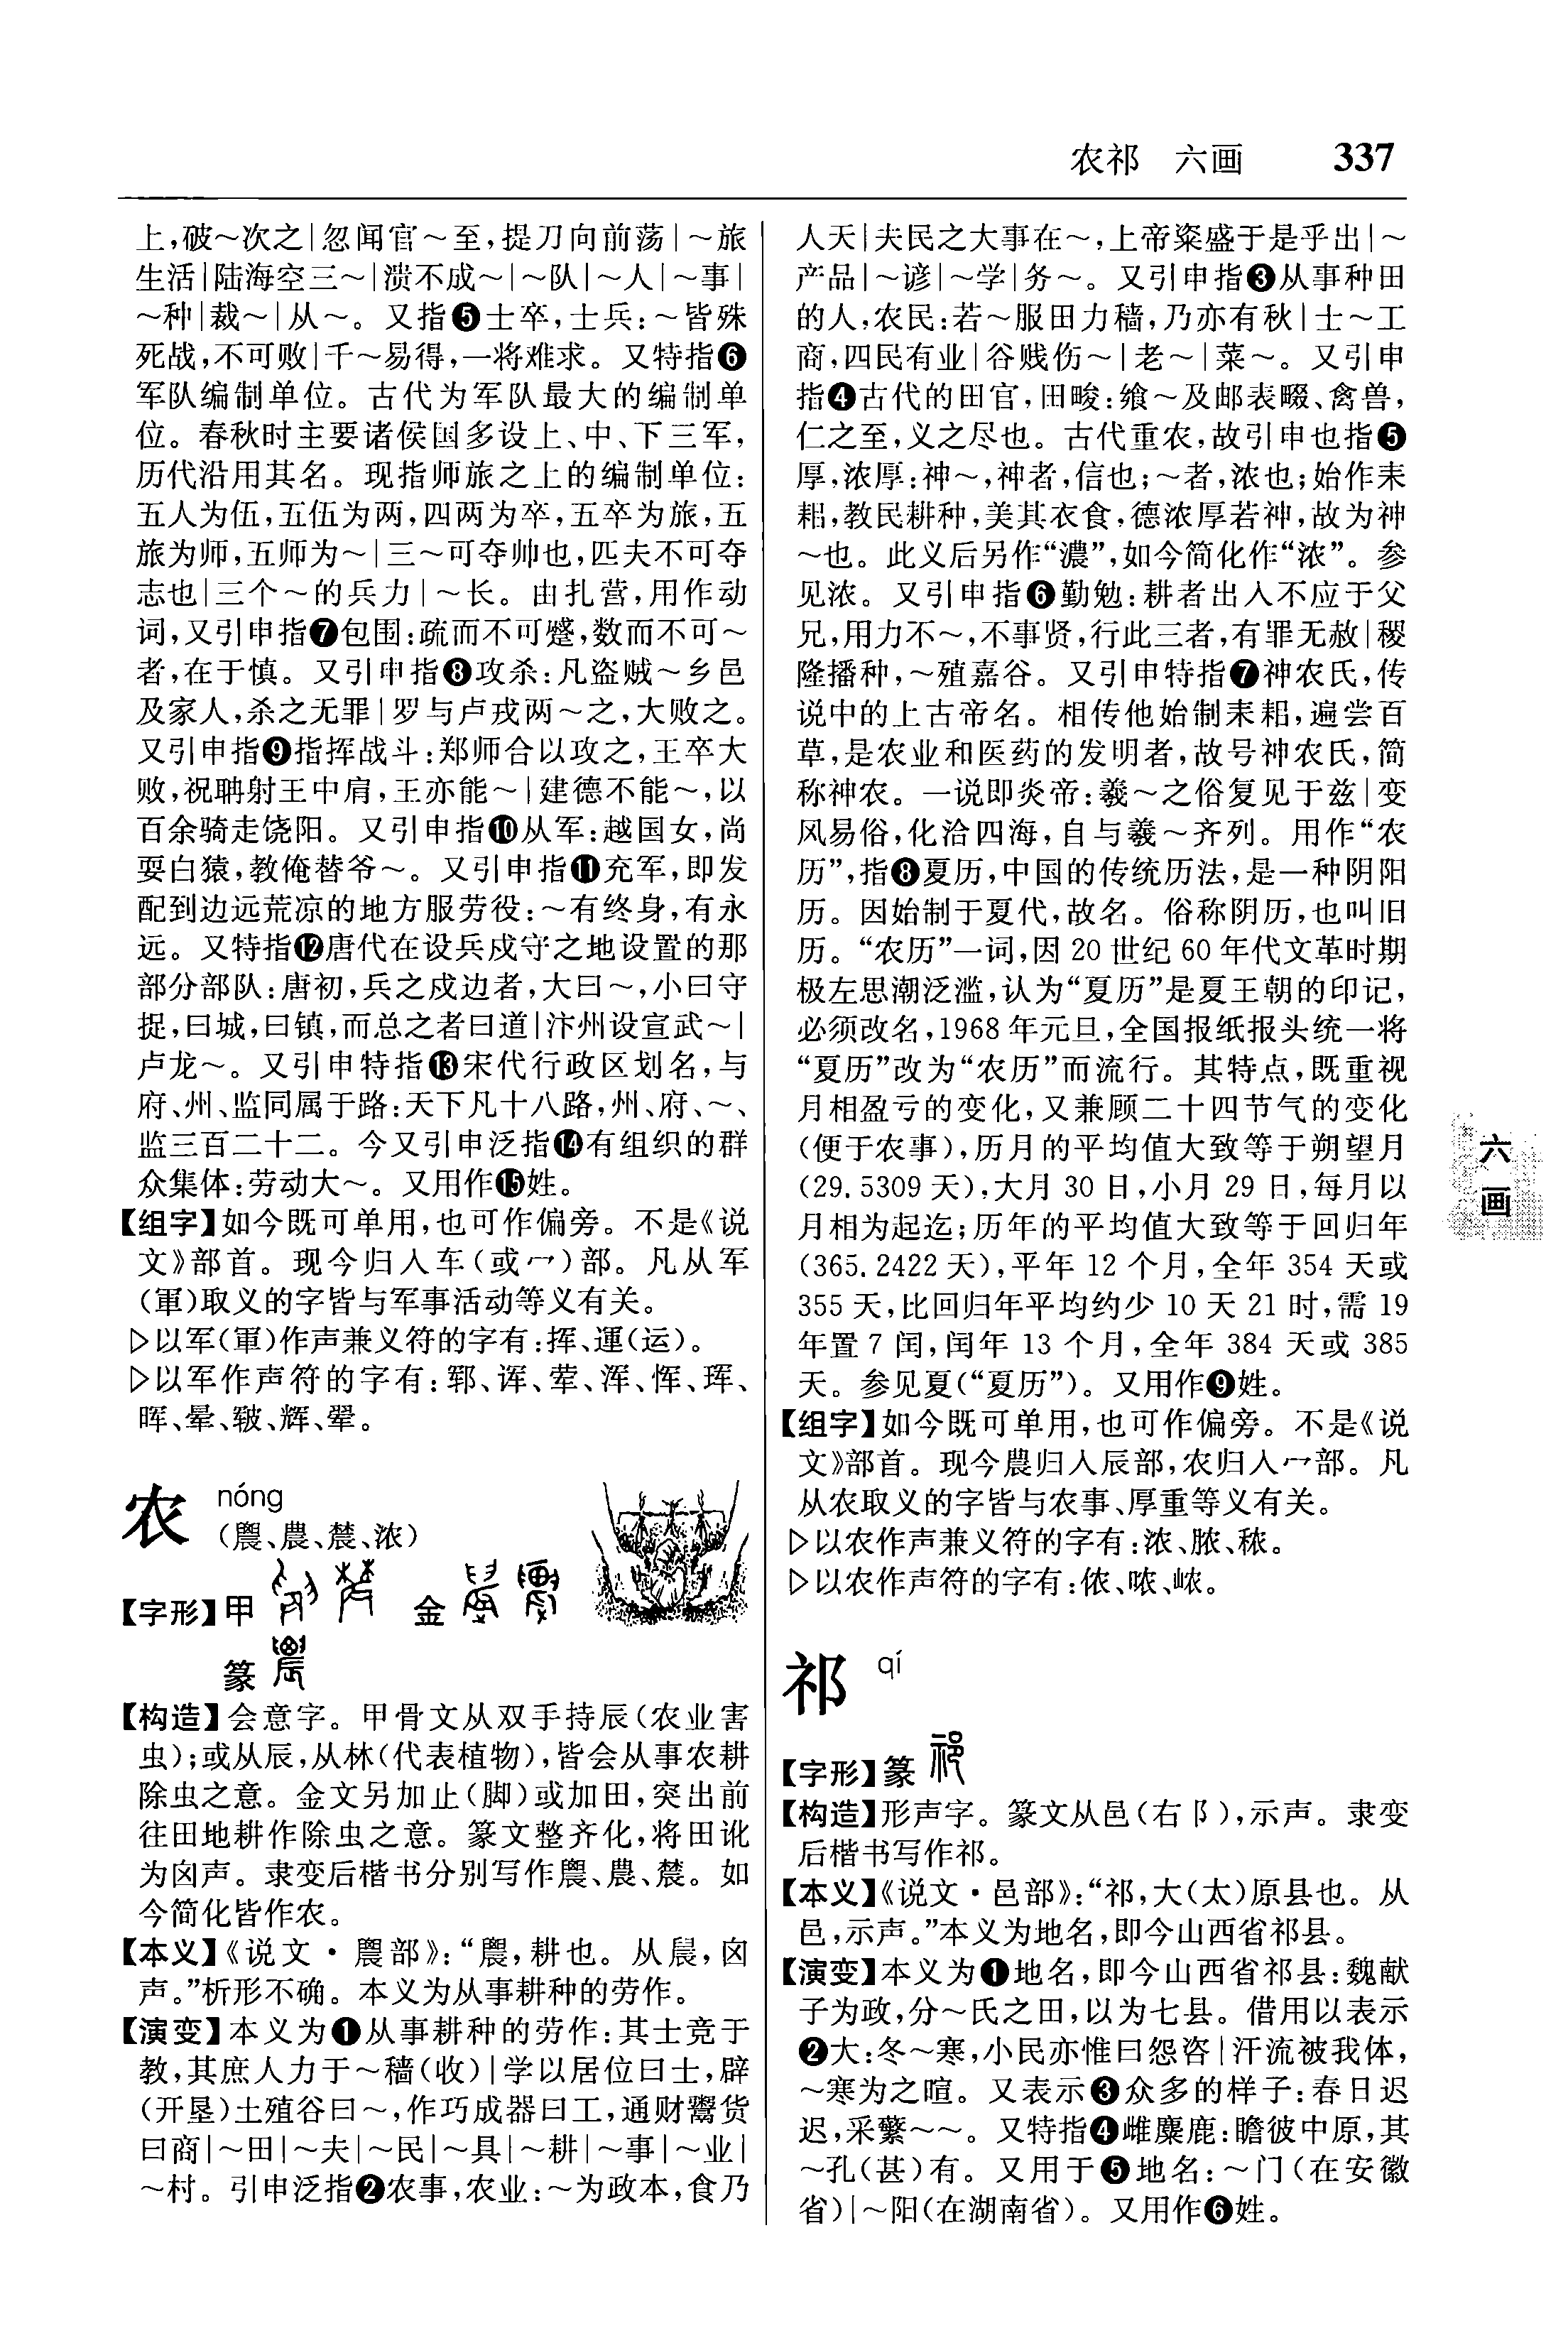 农祁 六画 337
上,破～次之|忽闻官～至,提刀向前荡|～旅
生活|陆海空三～|溃不成～|～队|～人|～事|
～种|裁～|从～。又指❺士卒,士兵:～皆殊
死战,不可败|千～易得,一将难求。又特指❻
军队编制单位。古代为军队最大的编制单
位。春秋时主要诸侯国多设上、中、下三军,
历代沿用其名。现指师旅之上的编制单位:
五人为伍,五伍为两,四两为卒,五卒为旅,五
旅为师,五师为～|三～可夺帅也,匹夫不可夺
志也|三个～的兵力|～长。由扎营,用作动
词,又引申指❼包围:疏而不可蹙,数而不可～
者,在于慎。又引申指❽攻杀:凡盗贼～乡邑
及家人,杀之无罪|罗与卢戎两～之,大败之。
又引申指❾指挥战斗:郑师合以攻之,王卒大
败,祝聃射王中肩,王亦能～|建德不能～,以
百余骑走饶阳。又引申指❿从军:越国女,尚
耍白猿,教俺替爷～。又引申指⓫充军,即发
配到边远荒凉的地方服劳役:～有终身,有永
远。又特指⓬唐代在设兵戍守之地设置的那
部分部队:唐初,兵之戍边者,大曰～,小曰守
捉,曰城,曰镇,而总之者曰道|汴州设宣武～|
卢龙～。又引申特指⓭宋代行政区划名,与
府、州、监同属于路:天下凡十八路,州、府、～、
监三百二十二。今又引申泛指⓮有组织的群
众集体:劳动大～。又用作⓯姓。
【组字】如今既可单用,也可作偏旁。不是《说
文》部首。现今归入车(或冖)部。凡从军
(軍)取义的字皆与军事活动等义有关。
▷以军(軍)作声兼义符的字有:挥、運(运)。
▷以军作声符的字有:郓、诨、荤、浑、恽、珲、
晖、晕、皲、辉、翚。
农 nóng
(辳、農、莀、浓)
【字形】甲 金
篆
【构造】会意字。甲骨文从双手持辰(农业害
虫);或从辰,从林(代表植物),皆会从事农耕
除虫之意。金文另加止(脚)或加田,突出前
往田地耕作除虫之意。篆文整齐化,将田讹
为囟声。隶变后楷书分别写作、農、。如
今简化皆作农。
【本义】《说文·部》:“,耕也。从晨,囟
声。”析形不确。本义为从事耕种的劳作。
【演变】本义为❶从事耕种的劳作:其士竞于
教,其庶人力于～穑(收)|学以居位曰士,辟
(开垦)土殖谷曰～,作巧成器曰工,通财鬻货
曰商|～田|～夫|～民|～具|～耕|～事|～业|
～村。引申泛指❷农事,农业:～为政本,食乃
人天|夫民之大事在～,上帝粢盛于是乎出|～
产品|～谚|～学|务～。又引申指❸从事种田
的人,农民:若～服田力穑,乃亦有秋|士～工
商,四民有业|谷贱伤～|老～|菜～。又引申
指❹古代的田官,田畯:飨～及邮表畷、禽兽,
仁之至,义之尽也。古代重农,故引申也指❺
厚,浓厚:神～,神者,信也;～者,浓也;始作耒
耜,教民耕种,美其衣食,德浓厚若神,故为神
～也。此义后另作“濃”,如今简化作“浓”。参
见浓。又引申指❻勤勉:耕者出入不应于父
兄,用力不～,不事贤,行此三者,有罪无赦|稷
隆播种,～殖嘉谷。又引申特指❼神农氏,传
说中的上古帝名。相传他始制耒耜,遍尝百
草,是农业和医药的发明者,故号神农氏,简
称神农。一说即炎帝:羲～之俗复见于兹|变
风易俗,化洽四海,自与羲～齐列。用作“农
历”,指❽夏历,中国的传统历法,是一种阴阳
历。因始制于夏代,故名。俗称阴历,也叫旧
历。“农历”一词,因20世纪60年代文革时期
极左思潮泛滥,认为“夏历”是夏王朝的印记,
必须改名,1968年元旦,全国报纸报头统一将
“夏历”改为“农历”而流行。其特点,既重视
月相盈亏的变化,又兼顾二十四节气的变化
(便于农事),历月的平均值大致等于朔望月
(29.5309天),大月30日,小月29日,每月以
月相为起迄;历年的平均值大致等于回归年
(365.2422天),平年12个月,全年354天或
355天,比回归年平均约少10天21时,需19
年置7闰,闰年13个月,全年384天或385
天。参见夏(“夏历”)。又用作❾姓。
【组字】如今既可单用,也可作偏旁。不是《说
文》部首。现今農归入辰部,农归入冖部。凡
从农取义的字皆与农事、厚重等义有关。
▷以农作声兼义符的字有:浓、脓、秾。
▷以农作声符的字有:侬、哝、峱。
祁 qí
【字形】篆
【构造】形声字。篆文从邑(右阝),示声。隶变
后楷书写作祁。
【本义】《说文·邑部》:“祁,大(太)原县也。从
邑,示声。”本义为地名,即今山西省祁县。
【演变】本义为❶地名,即今山西省祁县:魏献
子为政,分～氏之田,以为七县。借用以表示
❷大:冬～寒,小民亦惟曰怨咨|汗流被我体,
～寒为之暄。又表示❸众多的样子:春日迟
迟,采蘩～～。又特指❹雌麋鹿:瞻彼中原,其
～孔(甚)有。又用于❺地名:～门(在安徽
省)|～阳(在湖南省)。又用作❻姓。
六
画